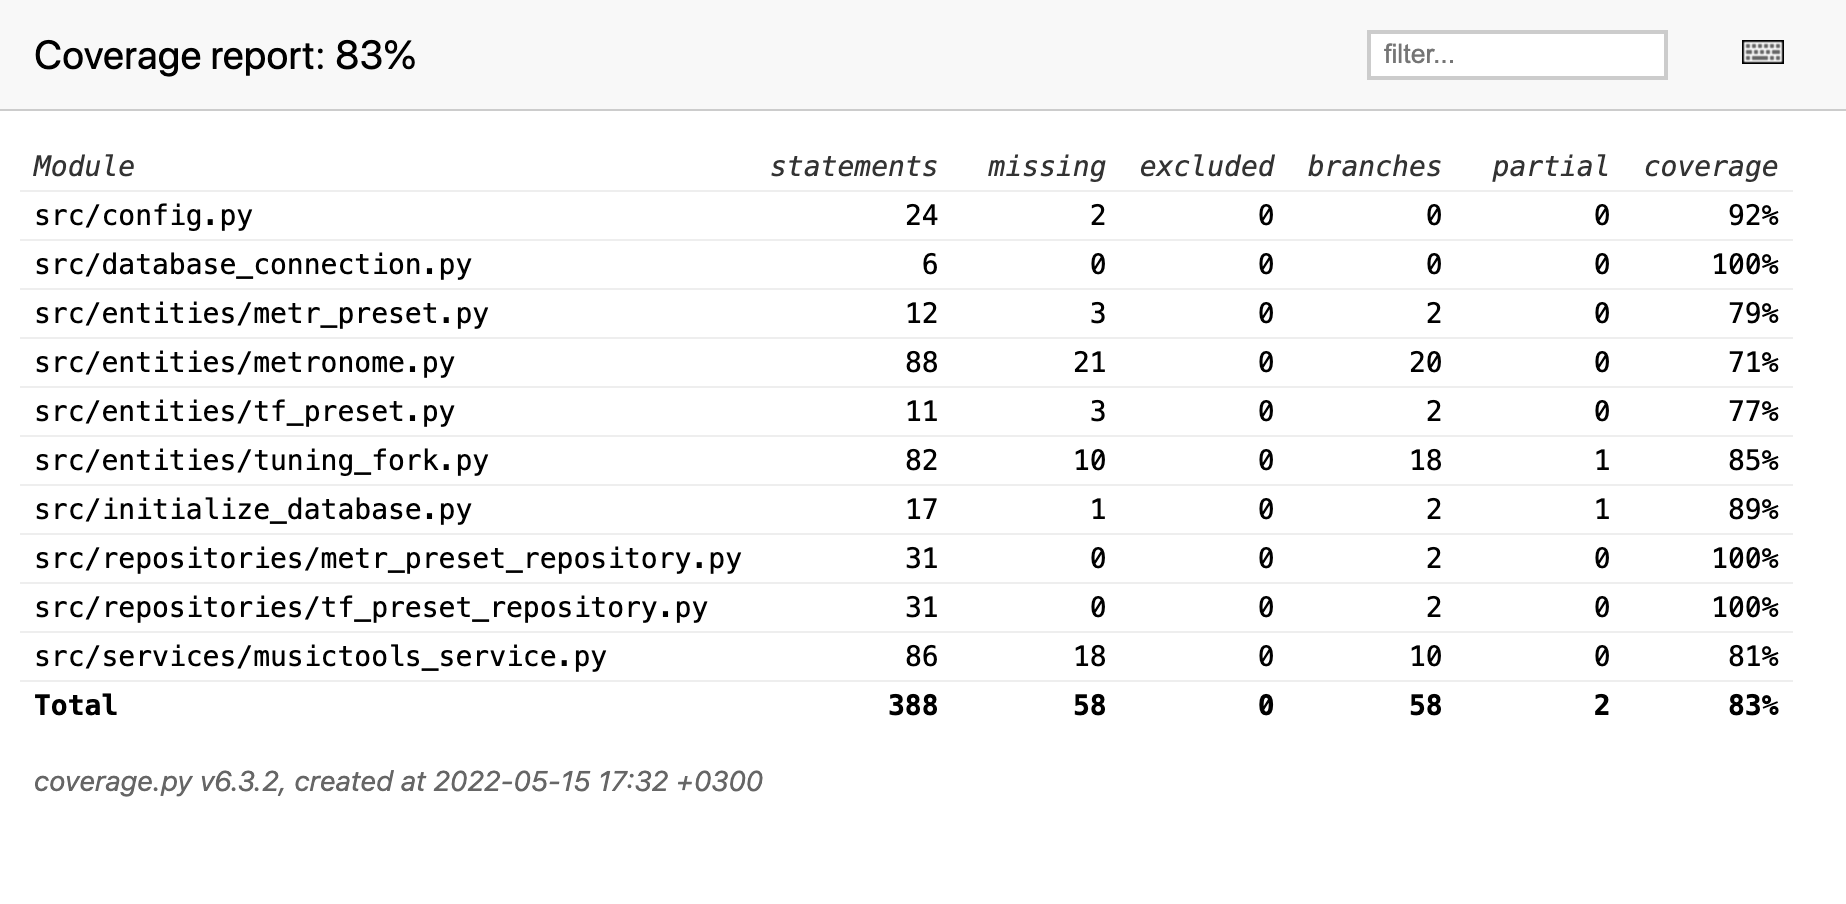 Coverage report: 83%
filter...
Module statements missing excluded branches partial coverage
src/config.py 24 2 0 0 0 92%
src/database_connection.py 6 0 0 0 0 100%
src/entities/metr_preset.py 12 3 0 2 0 79%
src/entities/metronome.py 88 21 0 20 0 71%
src/entities/tf_preset.py 11 3 0 2 0 77%
src/entities/tuning_fork.py 82 10 0 18 1 85%
src/initialize_database.py 17 1 0 2 1 89%
src/repositories/metr_preset_repository.py 31 0 0 2 0 100%
src/repositories/tf_preset_repository.py 31 0 0 2 0 100%
src/services/musictools_service.py 86 18 0 10 0 81%
Total 388 58 0 58 2 83%
coverage.py v6.3.2, created at 2022-05-15 17:32 +0300